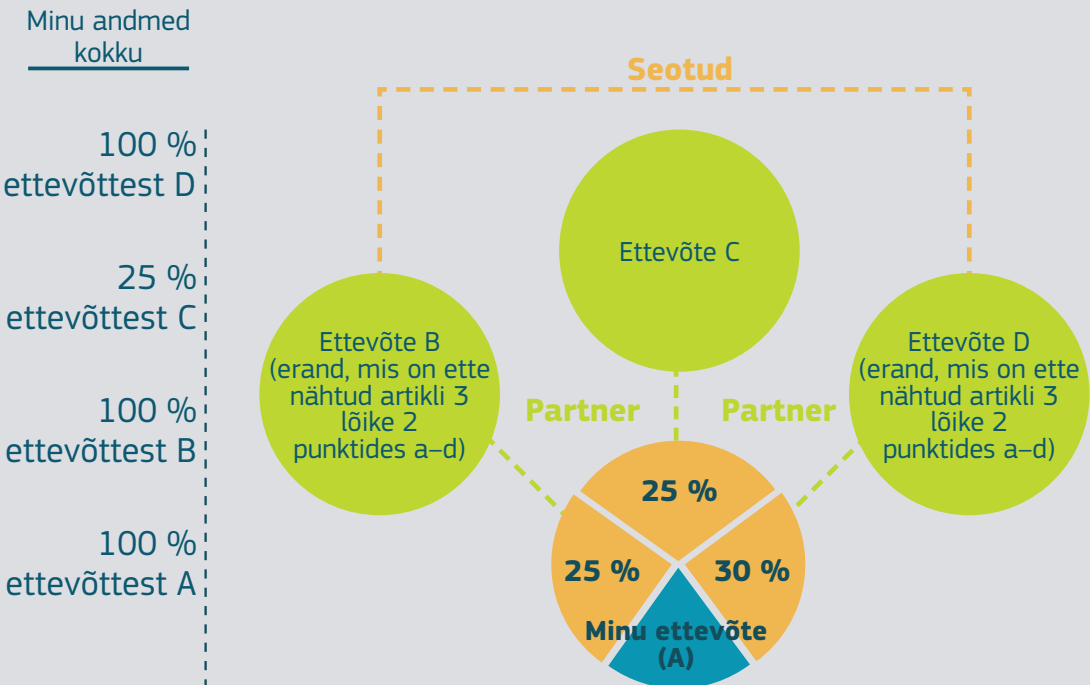 Minu andmed
kokku
100 %
ettevõttest D
25 %
ettevõttest C
100 %
ettevõttest B
100 %
ettevõttest A
Seotud
Ettevõte C
Ettevõte B
(erand, mis on ette
nähtud artikli 3
lõike 2
punktides a–d)
Ettevõte D
(erand, mis on ette
nähtud artikli 3
lõike 2
punktides a–d)
Partner
Partner
25 %
25 %
30 %
Minu ettevõte
(A)